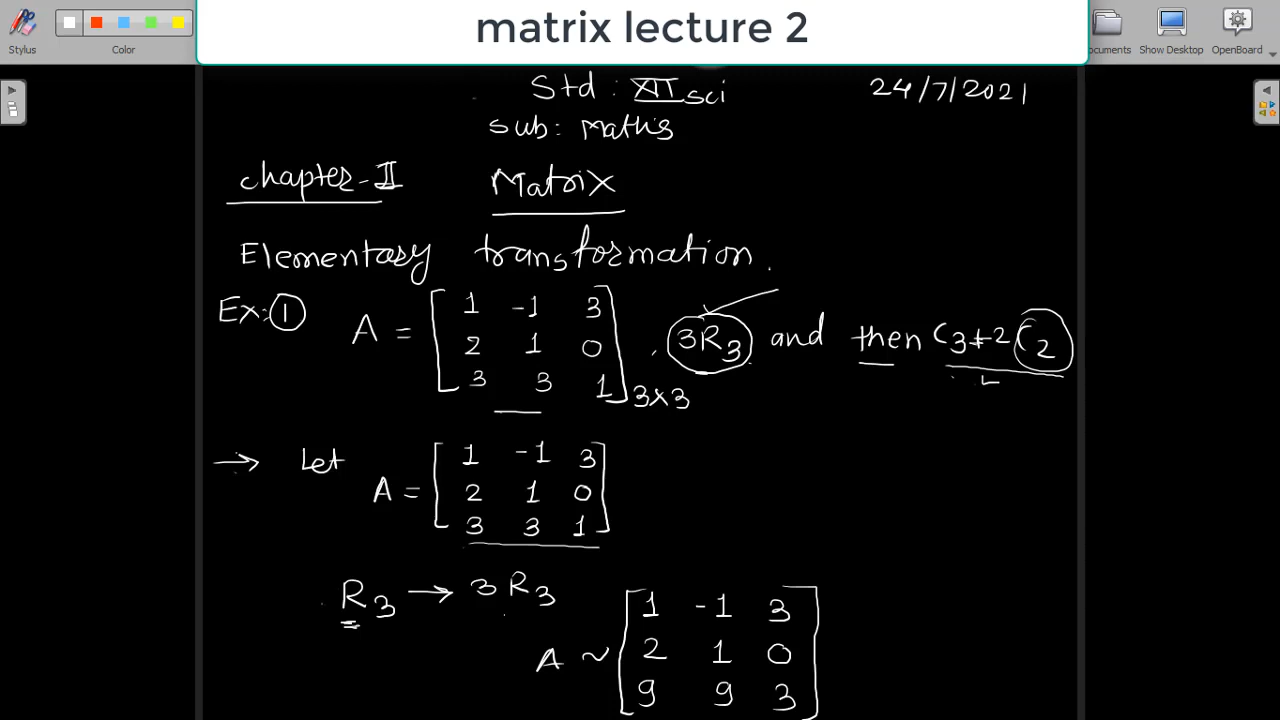 matrix lecture 2
Stylus
Color
Documents
Show Desktop
OpenBoard
Std : XII sci
24/7/2021
sub: maths
chapter-II Matrix
Elementary transformation.
Ex: ① A = [ 1 -1 3
2 1 0
3 3 1 ]3×3 , 3R3 and then C3+2C2
→ Let A = [ 1 -1 3
2 1 0
3 3 1 ]
R3 → 3R3
A ~ [ 1 -1 3
2 1 0
9 9 3 ]